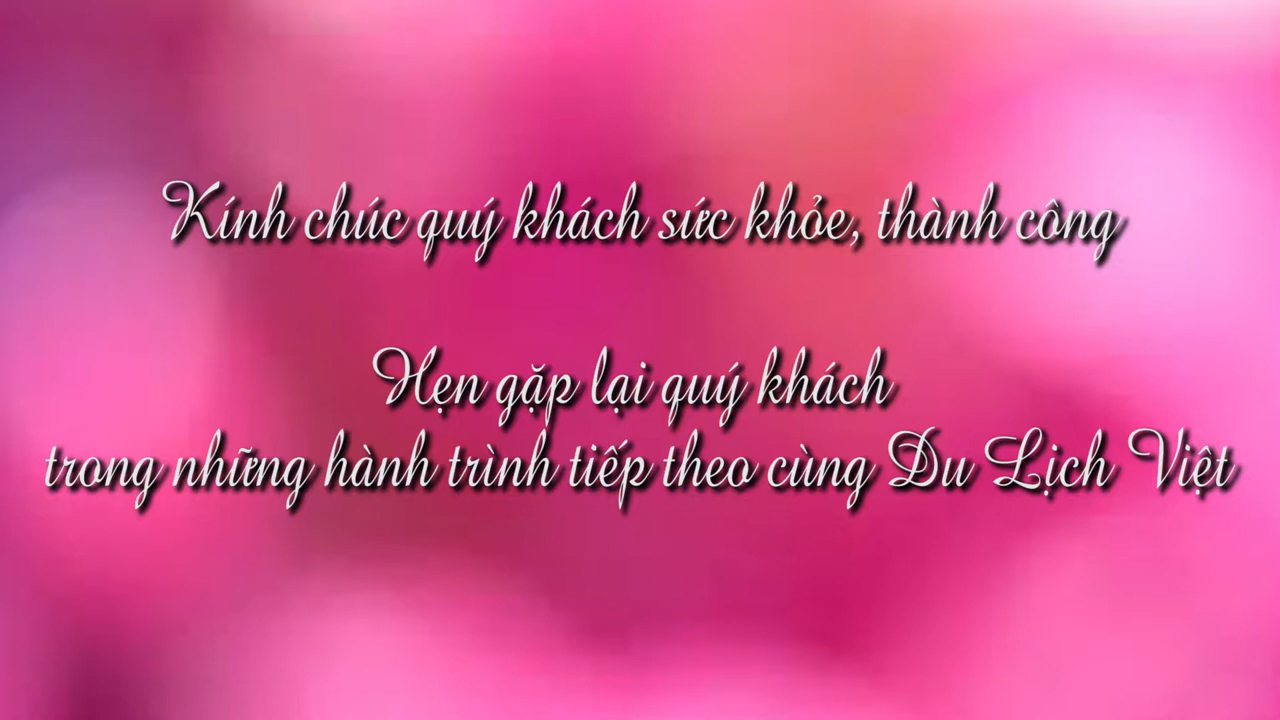 Kính chúc quý khách sức khỏe, thành công
Hẹn gặp lại quý khách
trong những hành trình tiếp theo cùng Du Lịch Việt